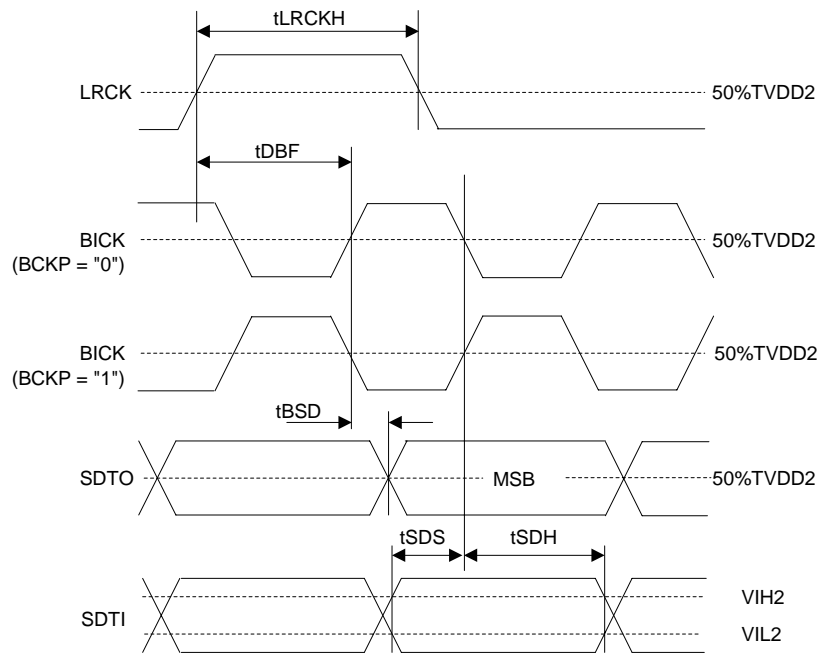 tLRCKH
LRCK
50%TVDD2
tDBF
BICK
(BCKP = "0")
50%TVDD2
BICK
(BCKP = "1")
50%TVDD2
tBSD
SDTO
MSB
50%TVDD2
tSDS
tSDH
SDTI
VIH2
VIL2